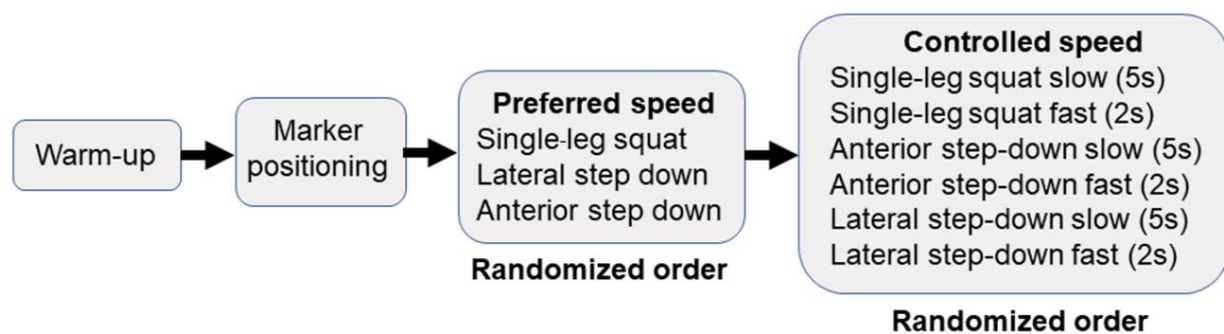 Warm-up
Marker
positioning
Preferred speed
Single-leg squat
Lateral step down
Anterior step down
Randomized order
Controlled speed
Single-leg squat slow (5s)
Single-leg squat fast (2s)
Anterior step-down slow (5s)
Anterior step-down fast (2s)
Lateral step-down slow (5s)
Lateral step-down fast (2s)
Randomized order